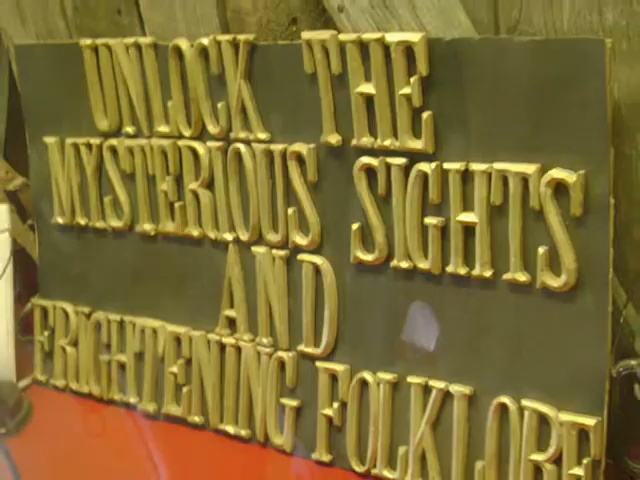 UNLOCK THE
MYSTERIOUS SIGHTS
AND
FRIGHTENING FOLKLORE